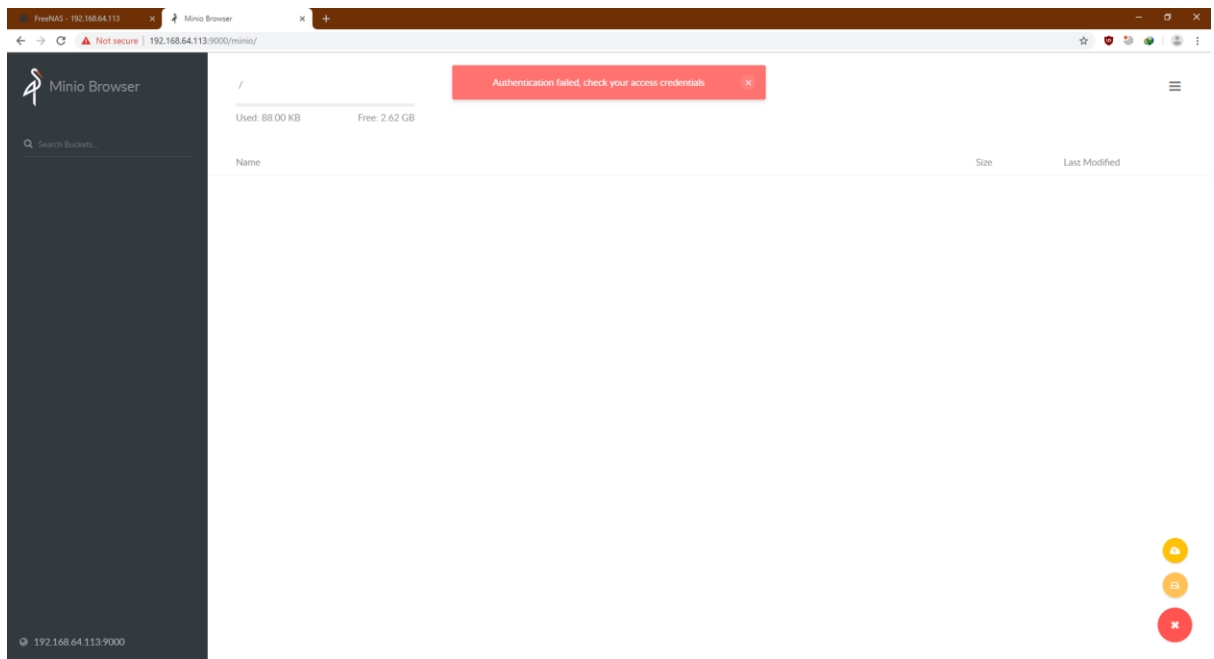 FreeNAS - 192.168.64.113
Minio Browser
Not secure | 192.168.64.113:9000/minio/
Minio Browser
/
Authentication failed, check your access credentials
Used: 88.00 KB Free: 2.62 GB
Search Buckets...
Name Size Last Modified
192.168.64.113:9000